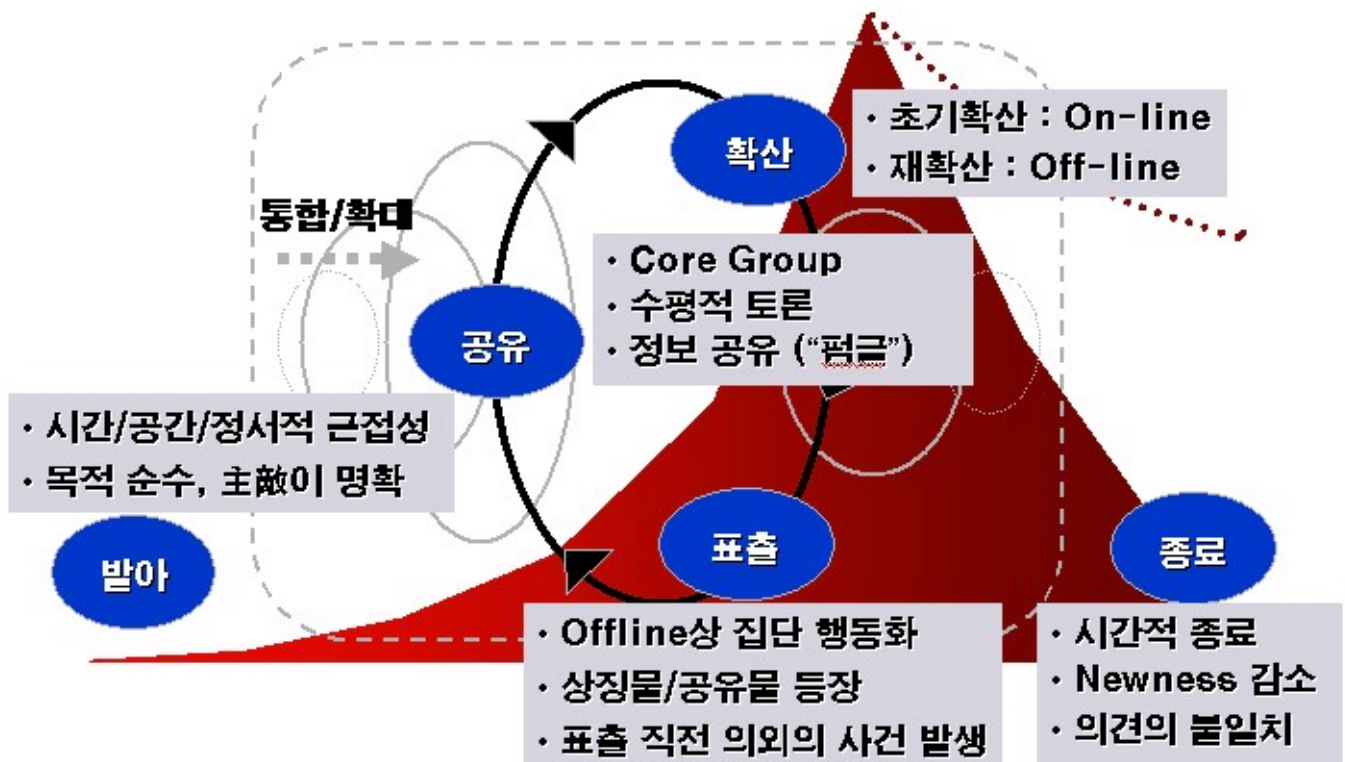 확산
· 초기확산 : On-line
· 재확산 : Off-line
통합/확대
· Core Group
· 수평적 토론
· 정보 공유 (“펌글”)
공유
· 시간/공간/정서적 근접성
· 목적 순수, 主敵이 명확
발아
표출
종료
· Offline상 집단 행동화
· 상징물/공유물 등장
· 표출 직전 의외의 사건 발생
· 시간적 종료
· Newness 감소
· 의견의 불일치